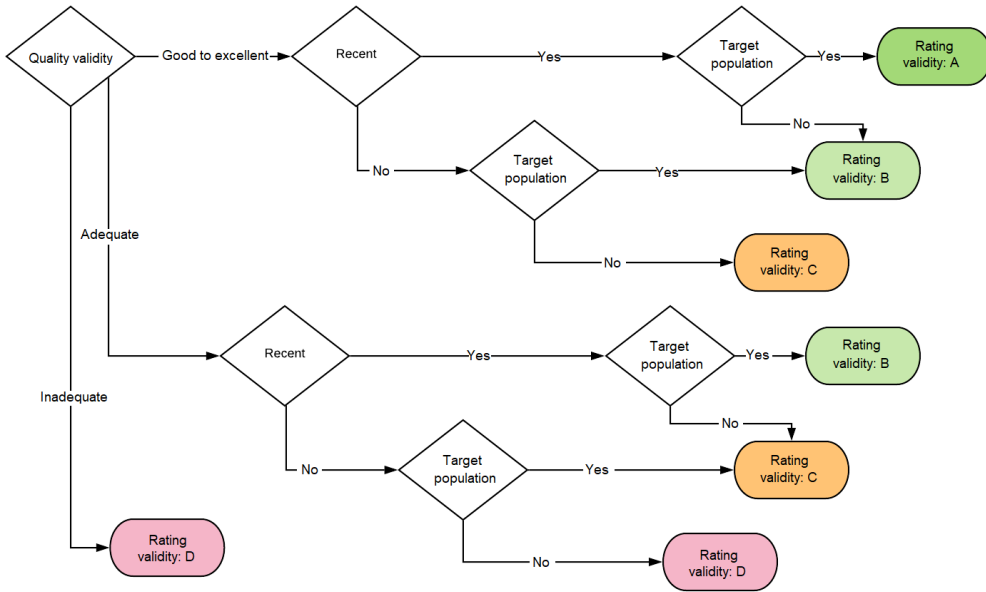 Quality validity
Good to excellent
Recent
Yes
Target
population
Yes
Rating
validity: A
No
No
Target
population
Yes
Rating
validity: B
Adequate
No
Rating
validity: C
Recent
Yes
Target
population
Yes
Rating
validity: B
Inadequate
No
No
Target
population
Yes
Rating
validity: C
Rating
validity: D
No
Rating
validity: D